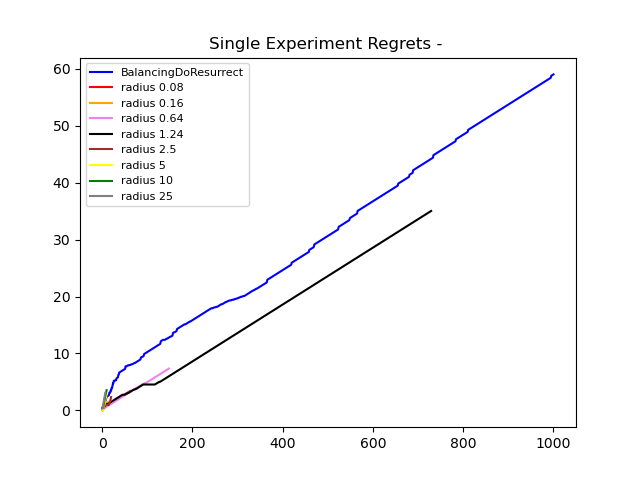 Single Experiment Regrets -
60
50
40
30
20
10
0
BalancingDoResurrect
radius 0.08
radius 0.16
radius 0.64
radius 1.24
radius 2.5
radius 5
radius 10
radius 25
0 200 400 600 800 1000